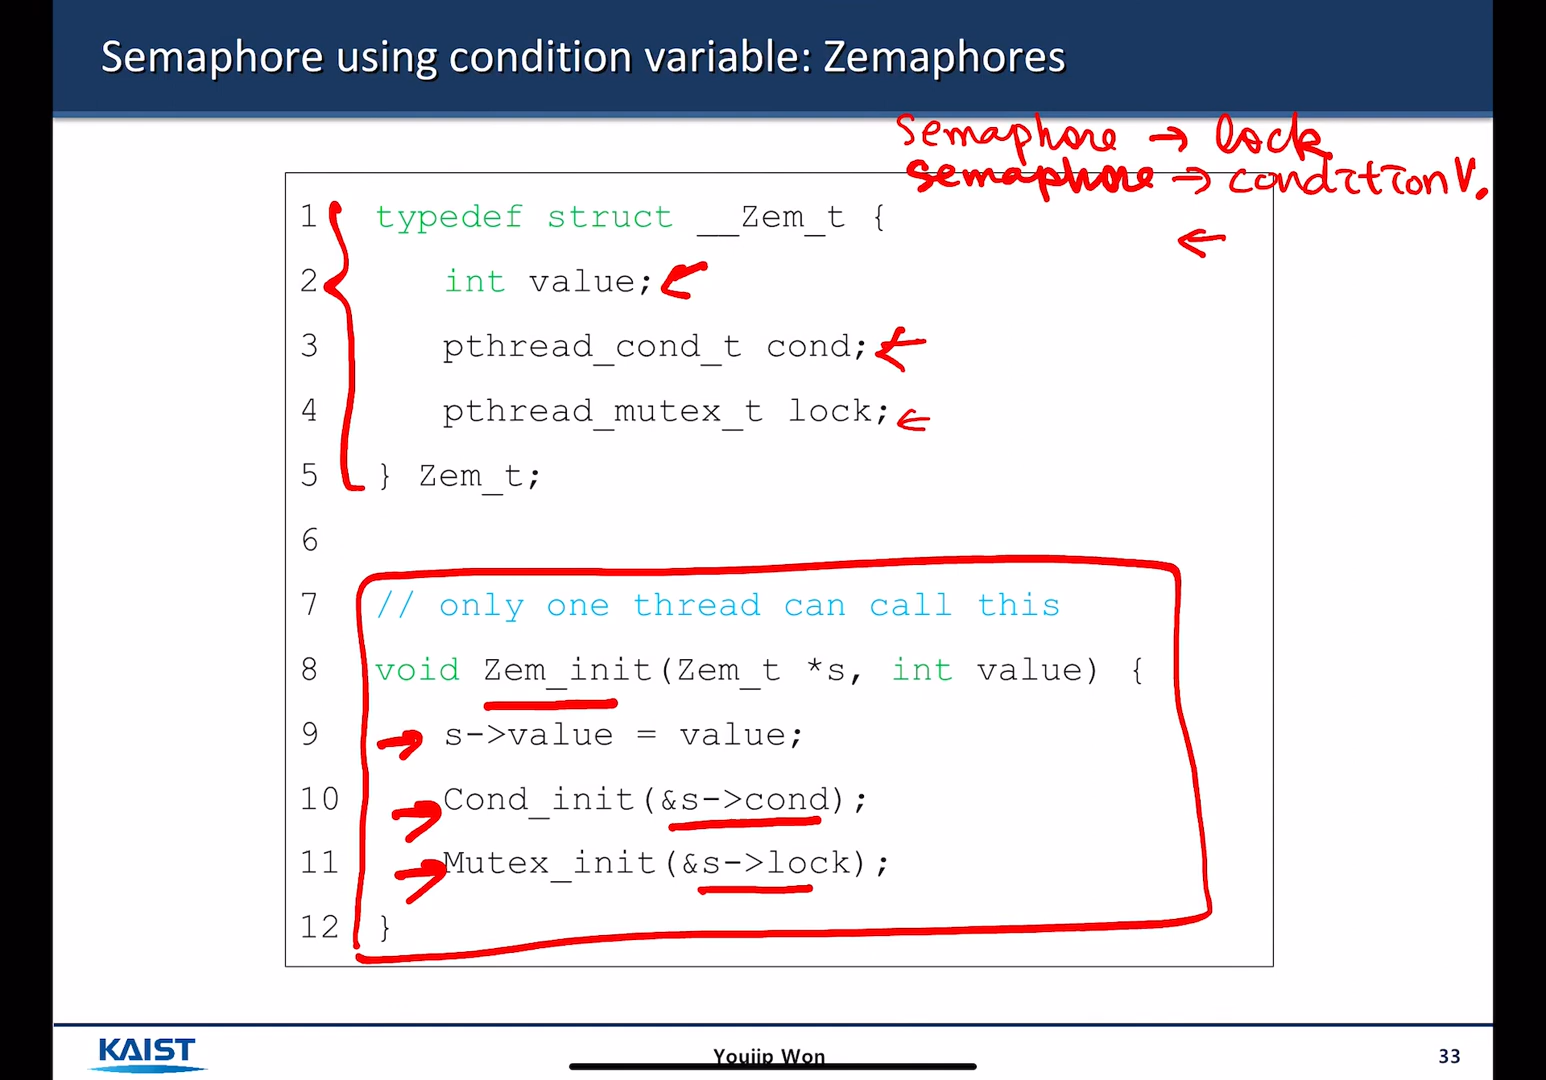 Semaphore using condition variable: Zemaphores
Semaphore → lock
semaphore → condition V.
1 typedef struct __Zem_t {
2 int value;
3 pthread_cond_t cond;
4 pthread_mutex_t lock;
5 } Zem_t;
6
7 // only one thread can call this
8 void Zem_init(Zem_t *s, int value) {
9 s->value = value;
10 Cond_init(&s->cond);
11 Mutex_init(&s->lock);
12 }
KAIST
Youjip Won
33